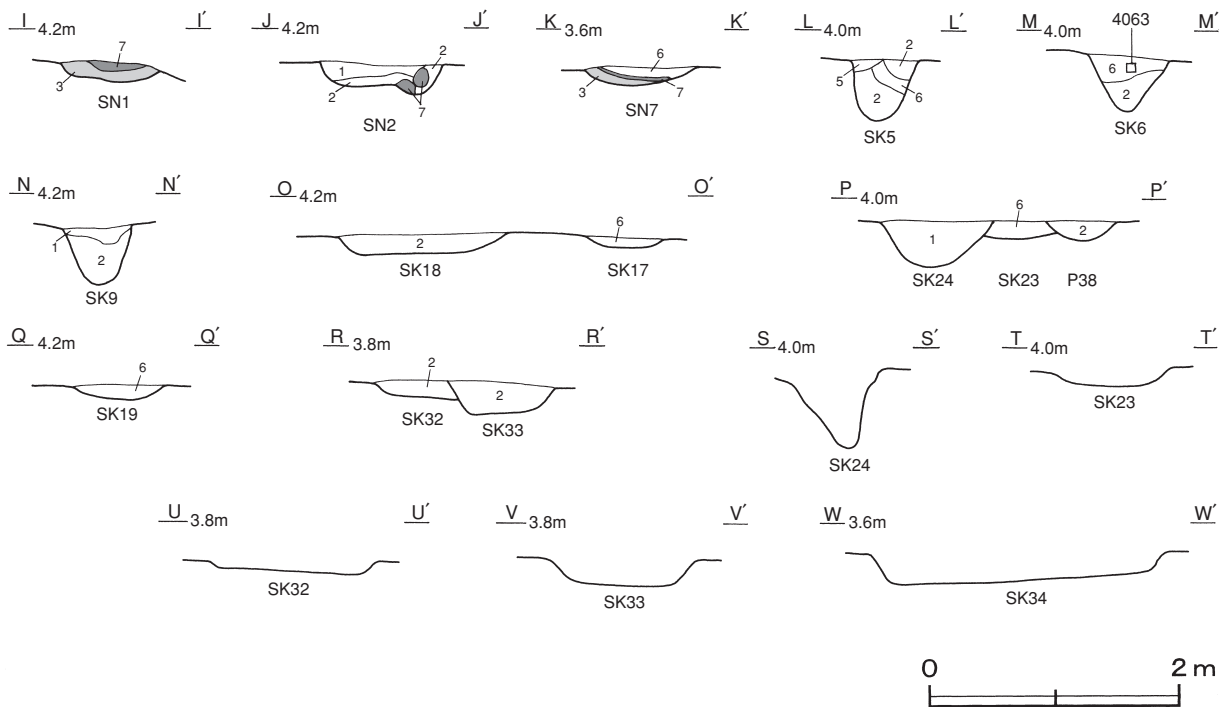 I 4.2m I′
7
3
SN1
J 4.2m J′
2
1
2
7
SN2
K 3.6m K′
6
3
7
SN7
L 4.0m L′
2
5
2
6
SK5
M 4.0m 4063 M′
6
2
SK6
N 4.2m N′
1
2
SK9
O 4.2m O′
6
2
SK18 SK17
P 4.0m P′
6
1
2
SK24 SK23 P38
Q 4.2m Q′
6
SK19
R 3.8m R′
2
2
SK32 SK33
S 4.0m S′
SK24
T 4.0m T′
SK23
U 3.8m U′
SK32
V 3.8m V′
SK33
W 3.6m W′
SK34
0 2 m